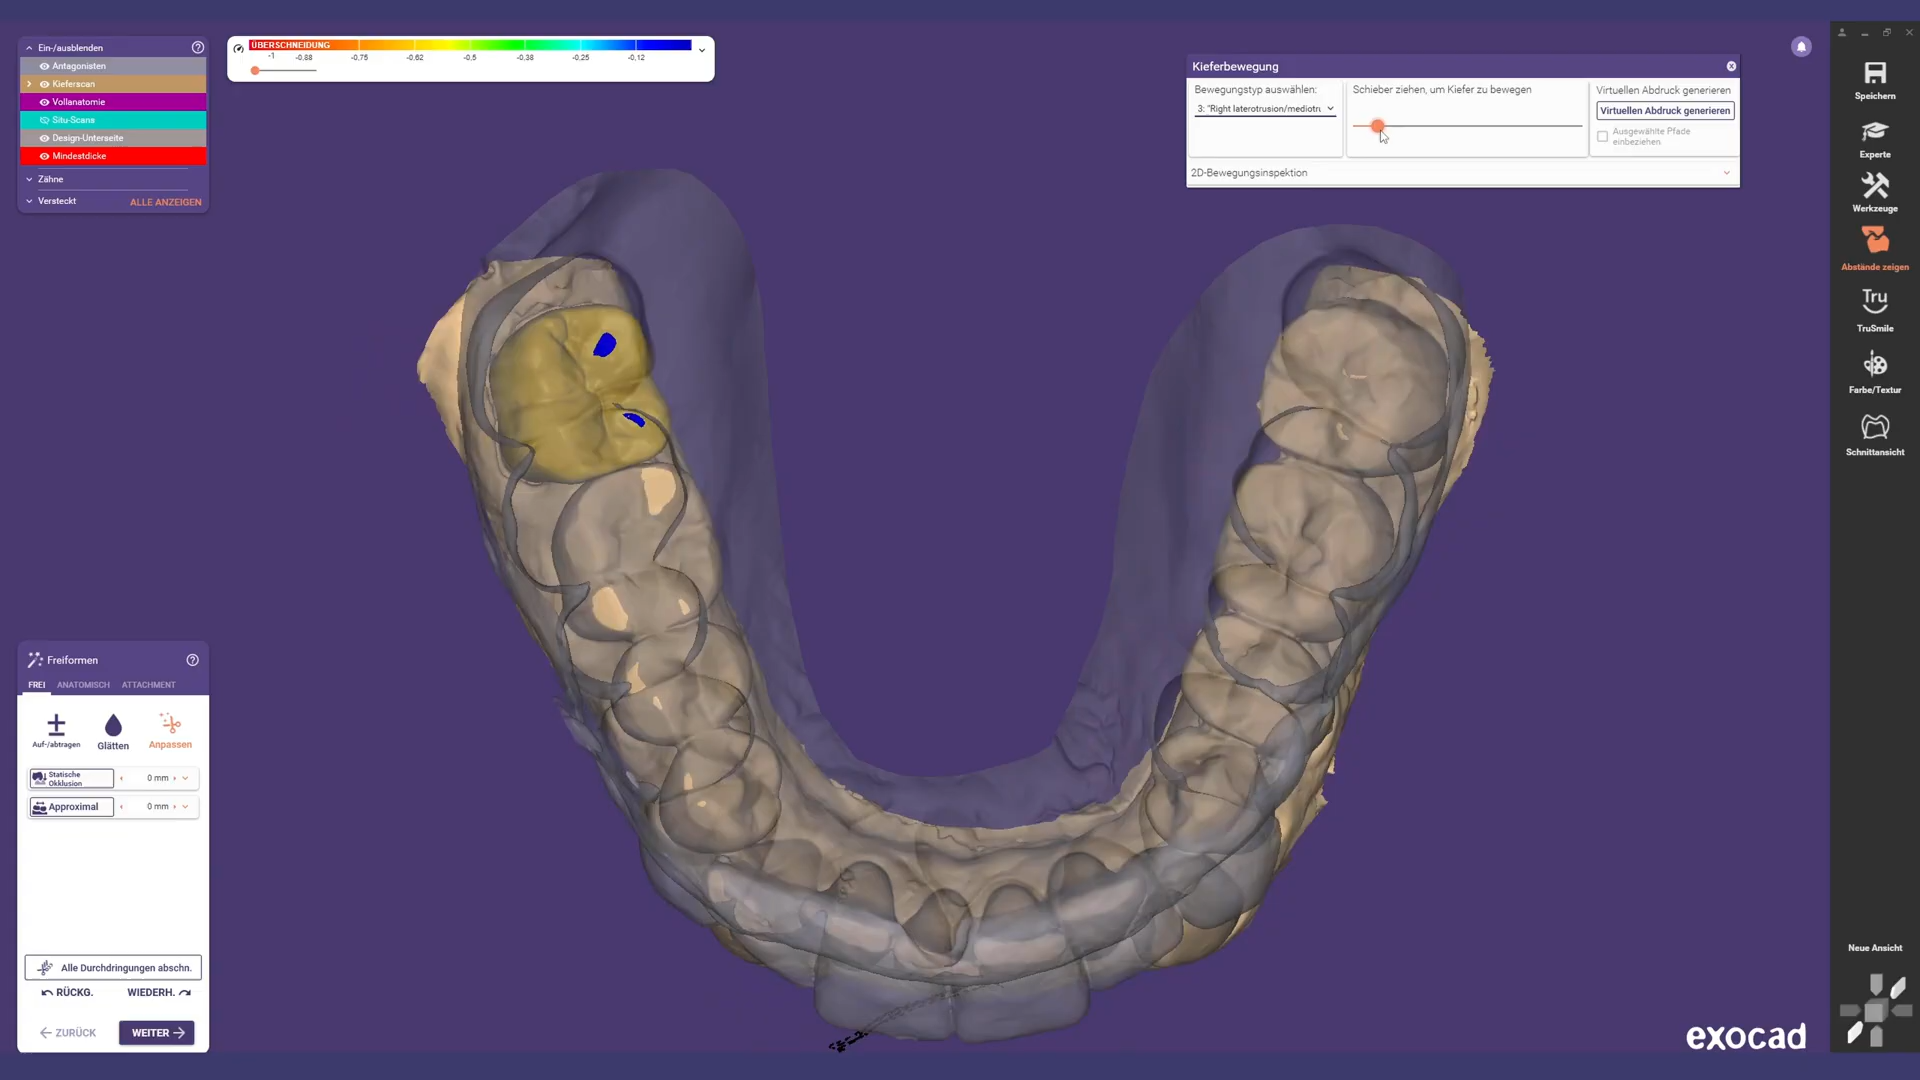 Ein-/ausblenden
Antagonisten
Kieferscan
Vollanatomie
Situ-Scans
Design-Unterseite
Mindestdicke
Zähne
Versteckt
ALLE ANZEIGEN
ÜBERSCHNEIDUNG
-1 -0,88 -0,75 -0,62 -0,5 -0,38 -0,25 -0,12
Kieferbewegung
Bewegungstyp auswählen:
3: "Right laterotrusion/mediotru
Schieber ziehen, um Kiefer zu bewegen
Virtuellen Abdruck generieren
Virtuellen Abdruck generieren
Ausgewählte Pfade
einbeziehen
2D-Bewegungsinspektion
Speichern
Experte
Werkzeuge
Abstände zeigen
Tru
TruSmile
Farbe/Textur
Schnittansicht
Freiformen
FREI ANATOMISCH ATTACHMENT
Auf-/abtragen
Glätten
Anpassen
Statische
Okklusion
0 mm
Approximal
0 mm
Alle Durchdringungen abschn.
RÜCKG. WIEDERH.
ZURÜCK WEITER
Neue Ansicht
exocad